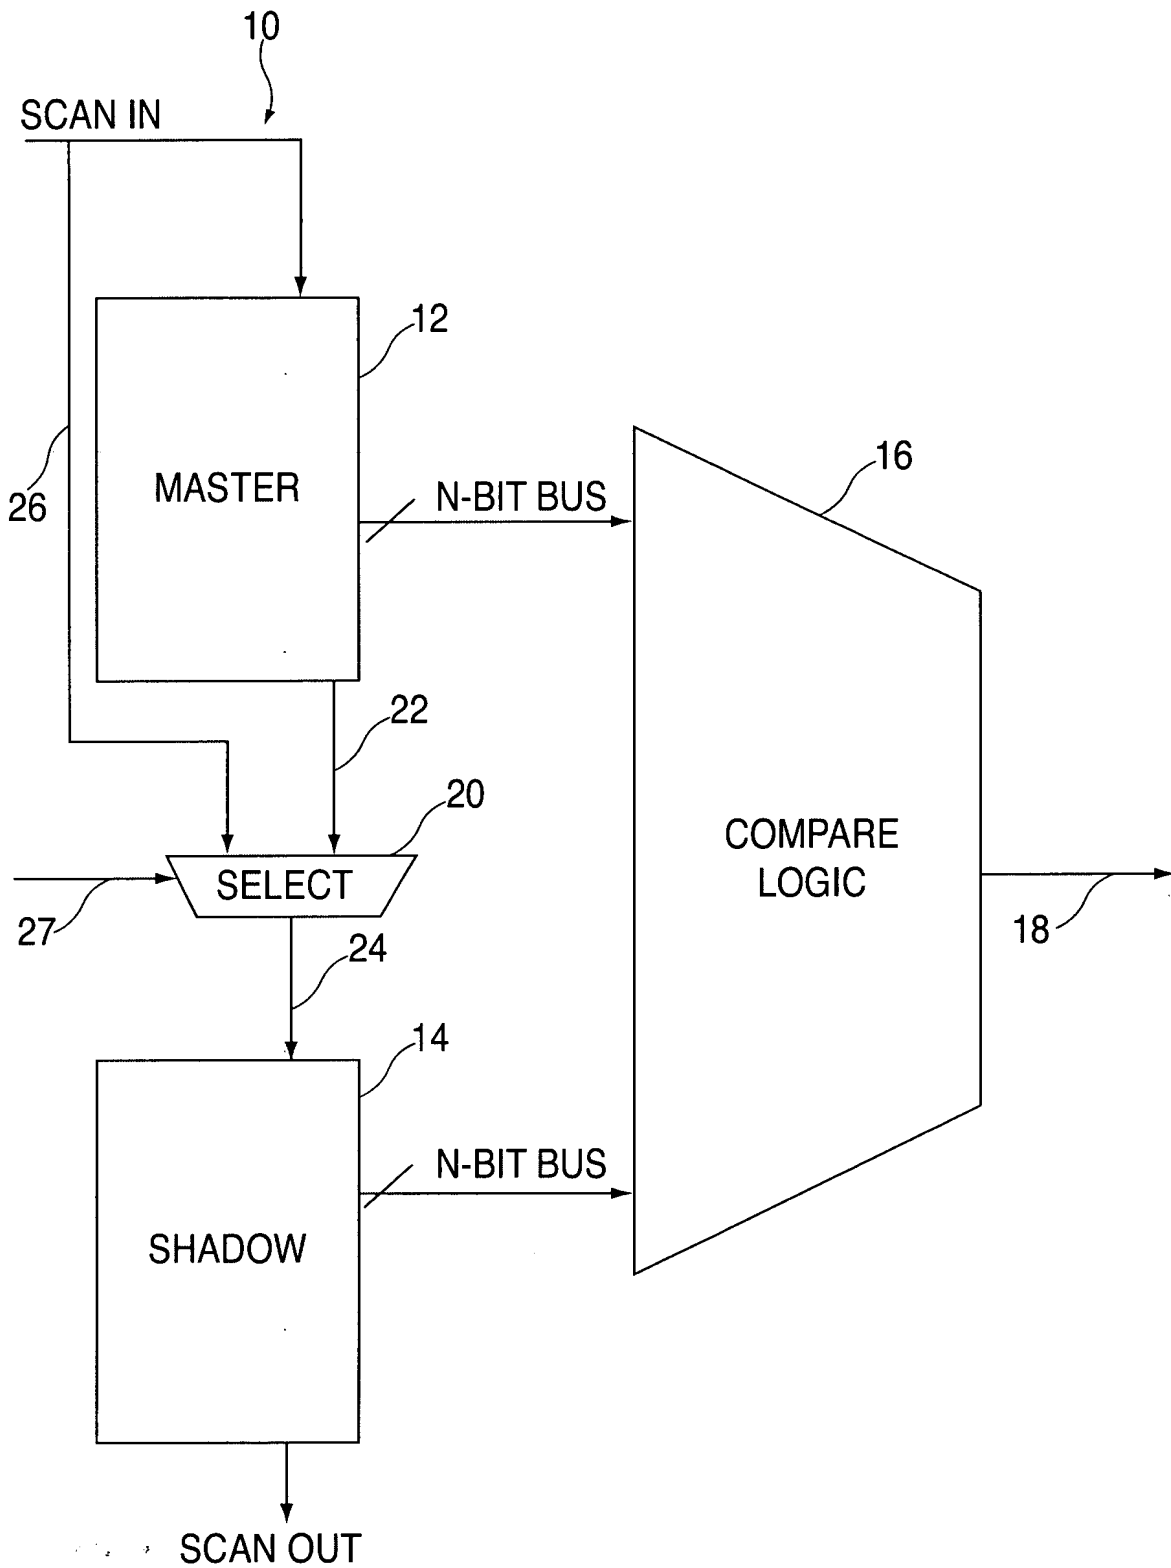 10
SCAN IN
12
MASTER
N-BIT BUS
16
26
22
20
SELECT
COMPARE
LOGIC
27
18
24
14
N-BIT BUS
SHADOW
SCAN OUT